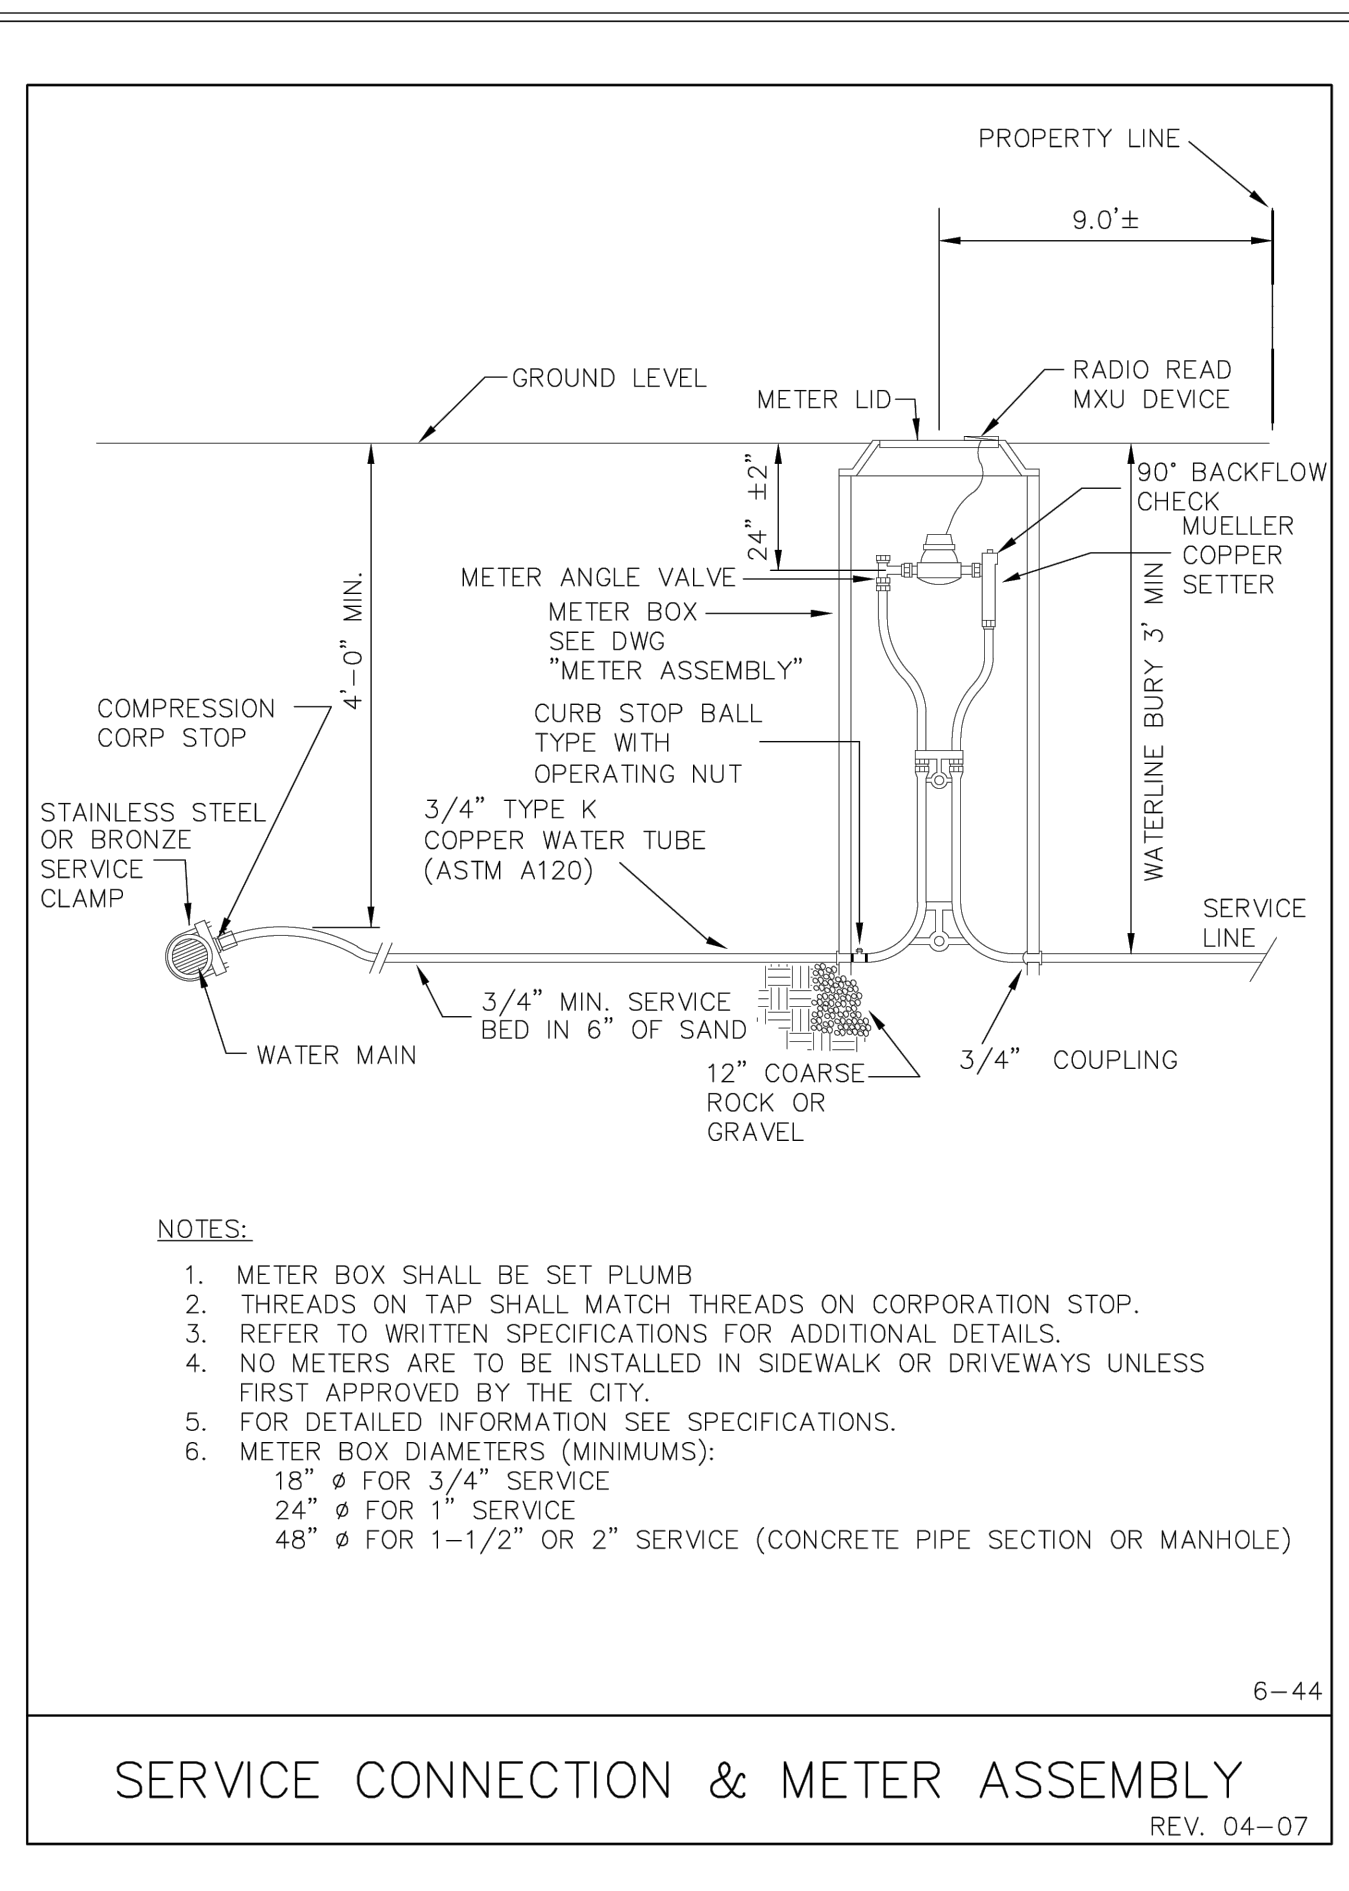 PROPERTY LINE
9.0'±
GROUND LEVEL
METER LID
RADIO READ
MXU DEVICE
24" ±2"
90° BACKFLOW
CHECK
MUELLER
COPPER
SETTER
METER ANGLE VALVE
METER BOX
SEE DWG
"METER ASSEMBLY"
4'-0" MIN.
WATERLINE BURY 3' MIN
COMPRESSION
CORP STOP
CURB STOP BALL
TYPE WITH
OPERATING NUT
STAINLESS STEEL
OR BRONZE
SERVICE
CLAMP
3/4" TYPE K
COPPER WATER TUBE
(ASTM A120)
SERVICE
LINE
3/4" MIN. SERVICE
BED IN 6" OF SAND
WATER MAIN
12" COARSE
ROCK OR
GRAVEL
3/4" COUPLING
NOTES:
1. METER BOX SHALL BE SET PLUMB
2. THREADS ON TAP SHALL MATCH THREADS ON CORPORATION STOP.
3. REFER TO WRITTEN SPECIFICATIONS FOR ADDITIONAL DETAILS.
4. NO METERS ARE TO BE INSTALLED IN SIDEWALK OR DRIVEWAYS UNLESS
FIRST APPROVED BY THE CITY.
5. FOR DETAILED INFORMATION SEE SPECIFICATIONS.
6. METER BOX DIAMETERS (MINIMUMS):
18" ø FOR 3/4" SERVICE
24" ø FOR 1" SERVICE
48" ø FOR 1-1/2" OR 2" SERVICE (CONCRETE PIPE SECTION OR MANHOLE)
6-44
SERVICE CONNECTION & METER ASSEMBLY
REV. 04-07